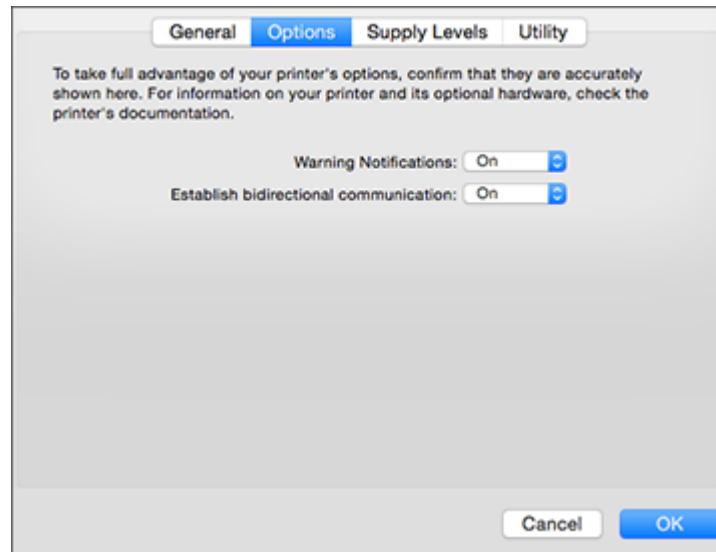 General Options Supply Levels Utility
To take full advantage of your printer's options, confirm that they are accurately
shown here. For information on your printer and its optional hardware, check the
printer's documentation.
Warning Notifications: On
Establish bidirectional communication: On
Cancel OK